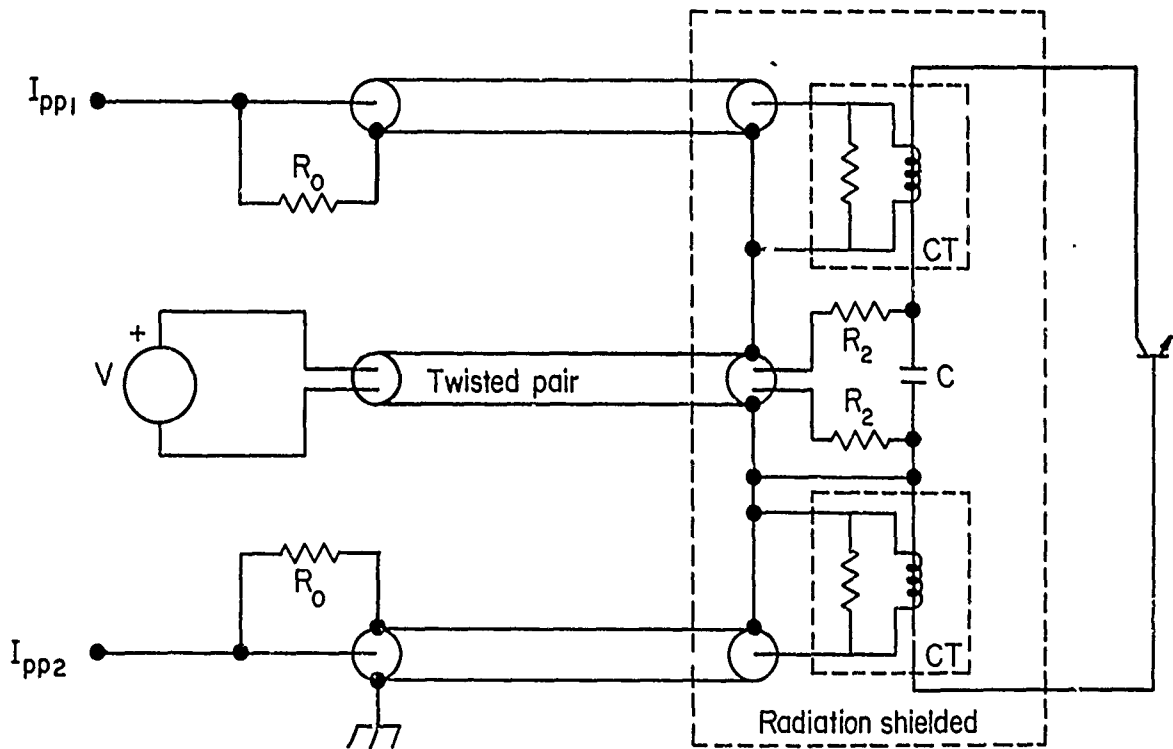 Ipp1
R0
CT
+
V
Twisted pair
R2
C
R2
R0
Ipp2
CT
Radiation shielded